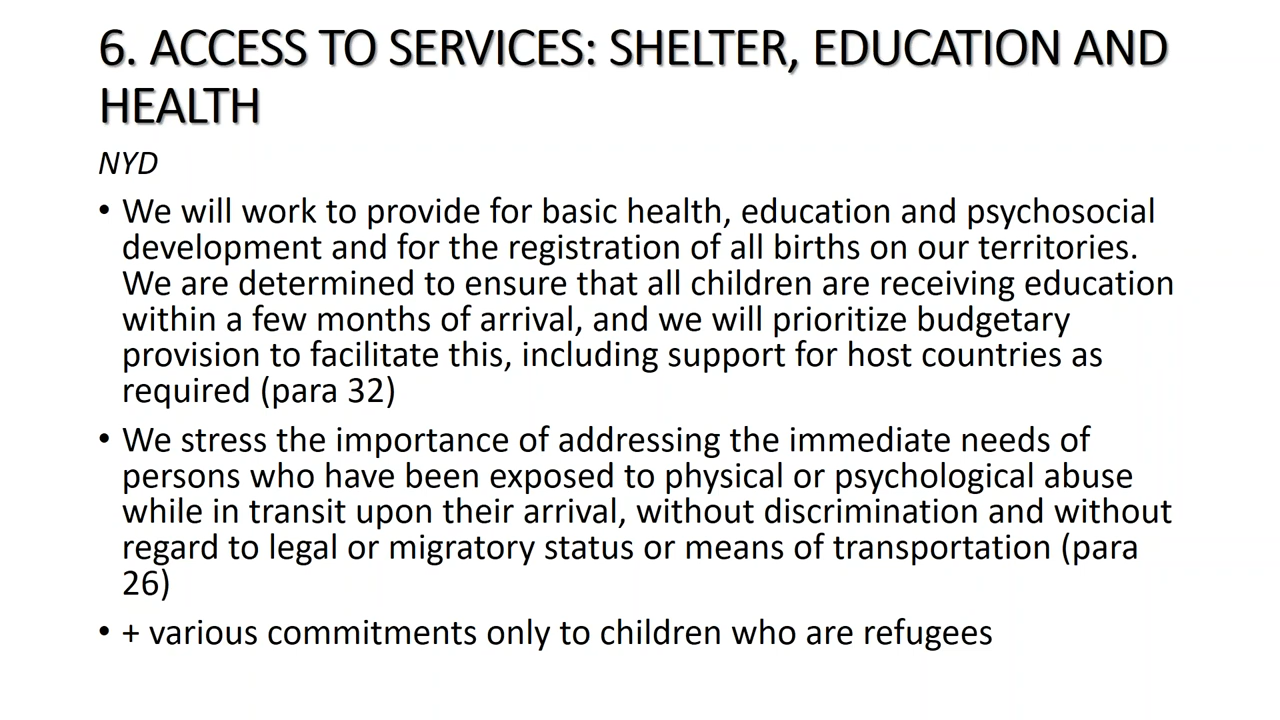 6. ACCESS TO SERVICES: SHELTER, EDUCATION AND
HEALTH
NYD
• We will work to provide for basic health, education and psychosocial
development and for the registration of all births on our territories.
We are determined to ensure that all children are receiving education
within a few months of arrival, and we will prioritize budgetary
provision to facilitate this, including support for host countries as
required (para 32)
• We stress the importance of addressing the immediate needs of
persons who have been exposed to physical or psychological abuse
while in transit upon their arrival, without discrimination and without
regard to legal or migratory status or means of transportation (para
26)
• + various commitments only to children who are refugees